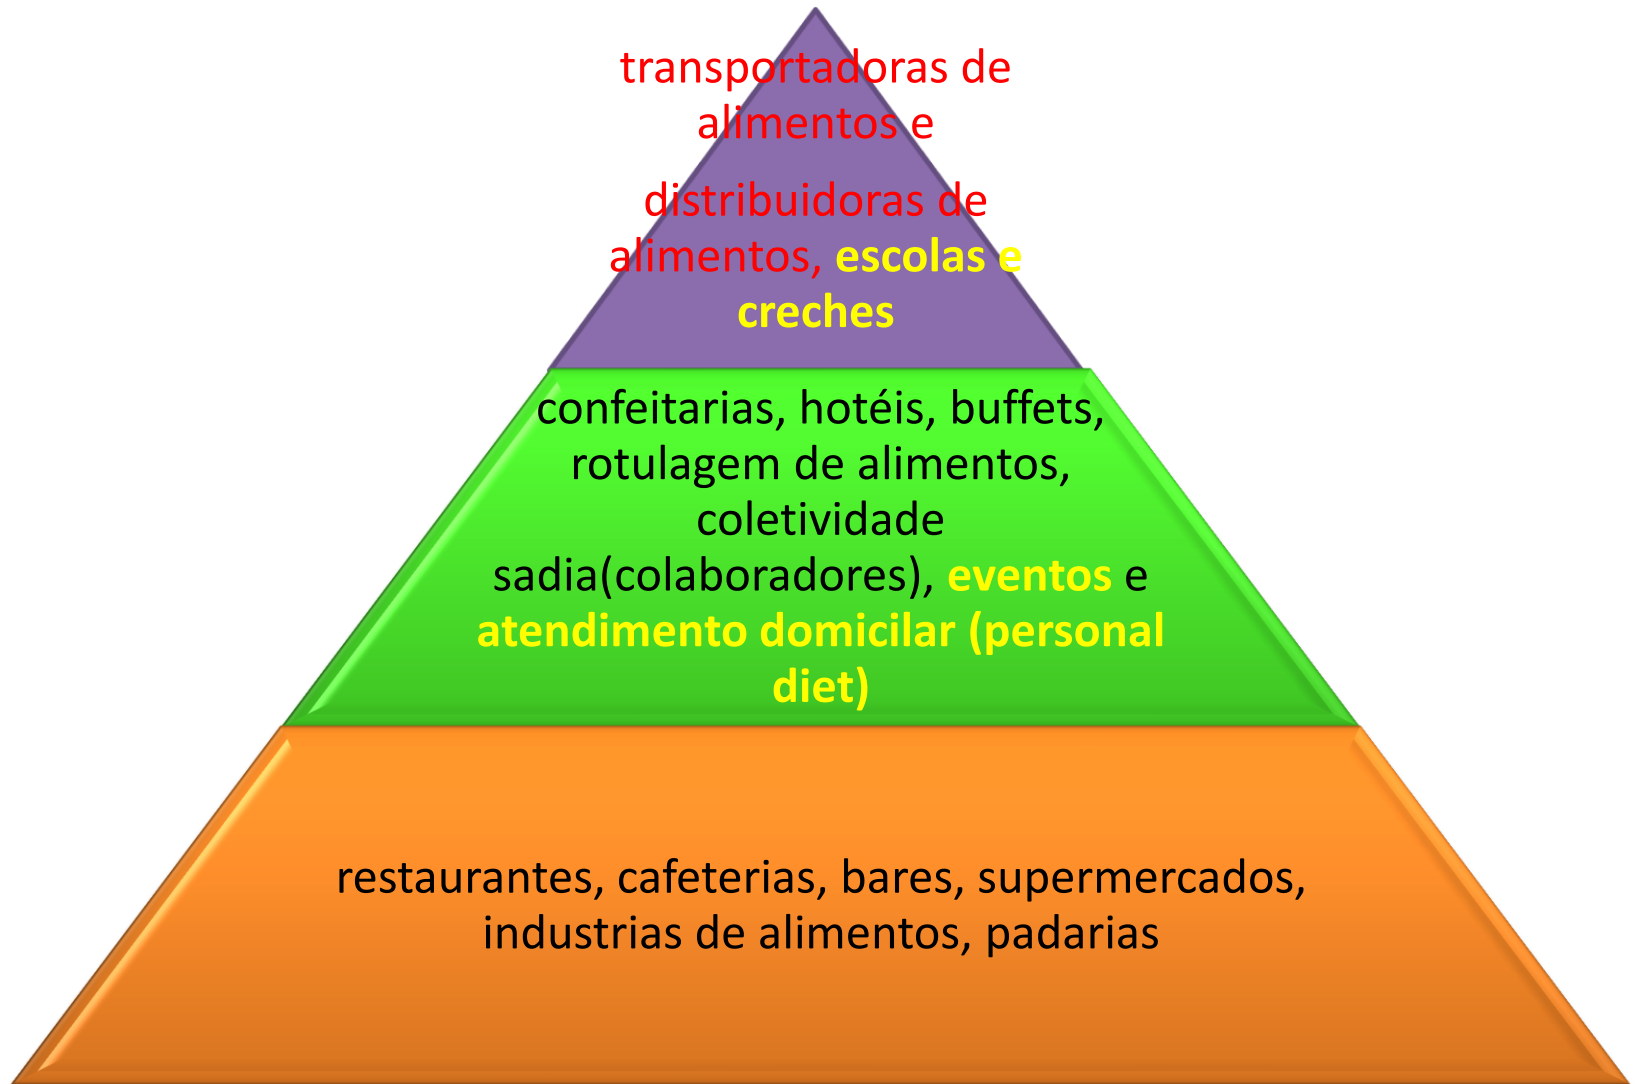 transportadoras de
alimentos e
distribuidoras de
alimentos, escolas e
creches
confeitarias, hotéis, buffets,
rotulagem de alimentos,
coletividade
sadia(colaboradores), eventos e
atendimento domicilar (personal
diet)
restaurantes, cafeterias, bares, supermercados,
industrias de alimentos, padarias